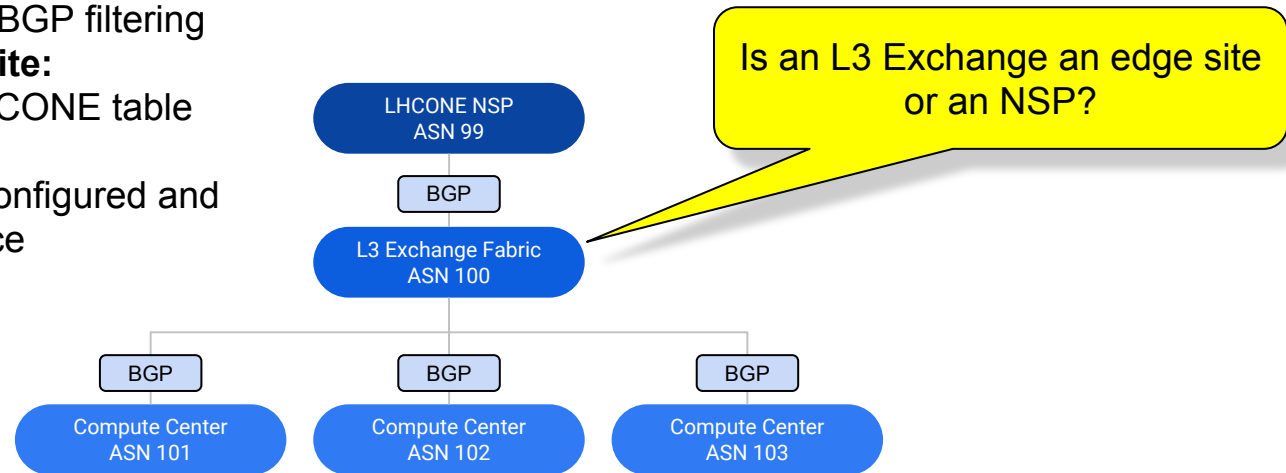 BGP filtering
ite:
CONE table
onfigured and
ce
Is an L3 Exchange an edge site
or an NSP?
LHCONE NSP
ASN 99
BGP
L3 Exchange Fabric
ASN 100
BGP
BGP
BGP
Compute Center
ASN 101
Compute Center
ASN 102
Compute Center
ASN 103